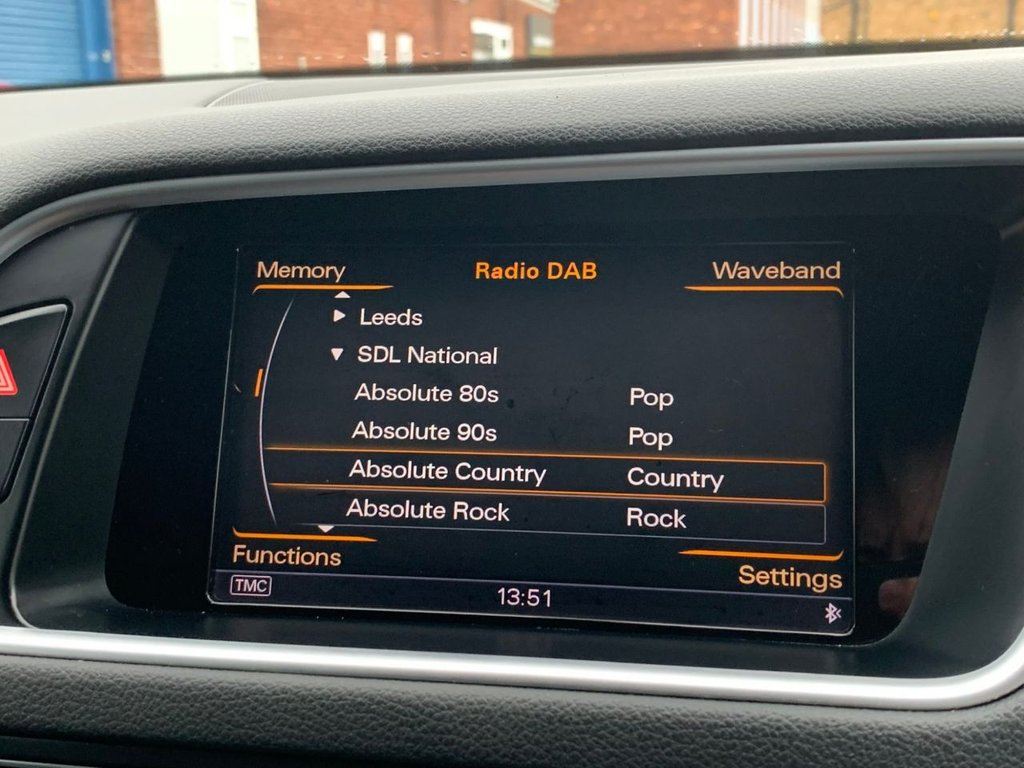 Memory Radio DAB Waveband
Leeds
SDL National
Absolute 80s Pop
Absolute 90s Pop
Absolute Country Country
Absolute Rock Rock
Functions Settings
TMC 13:51